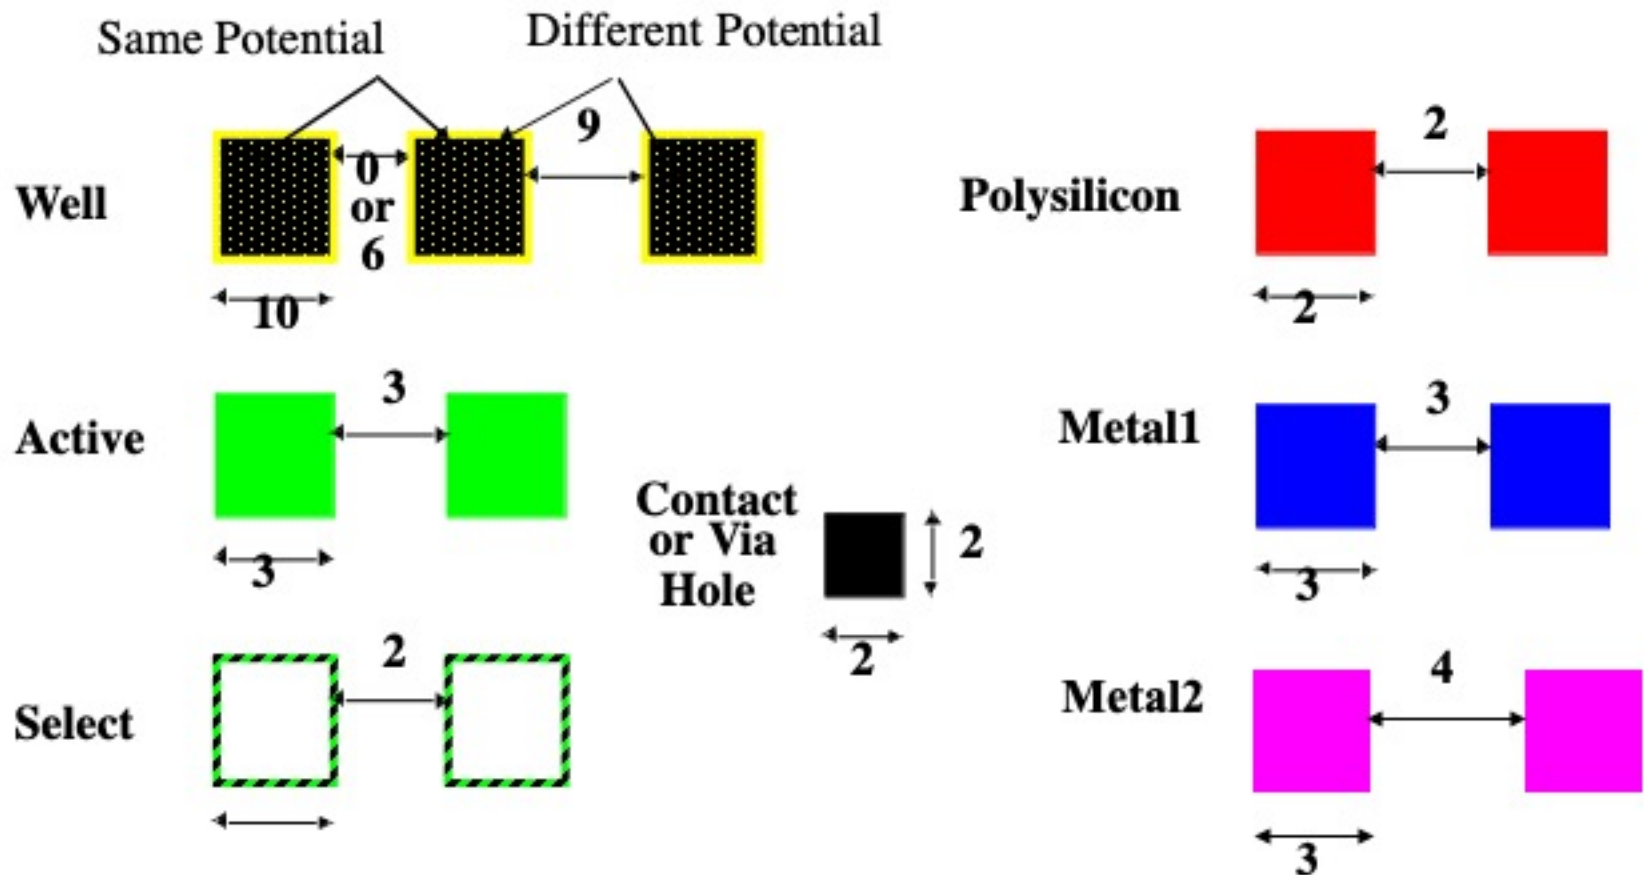 Same Potential
Different Potential
9
Well
0
or
6
10
2
Polysilicon
2
3
Active
3
3
Metal1
3
Contact
or Via
Hole
2
2
2
Select
4
Metal2
3